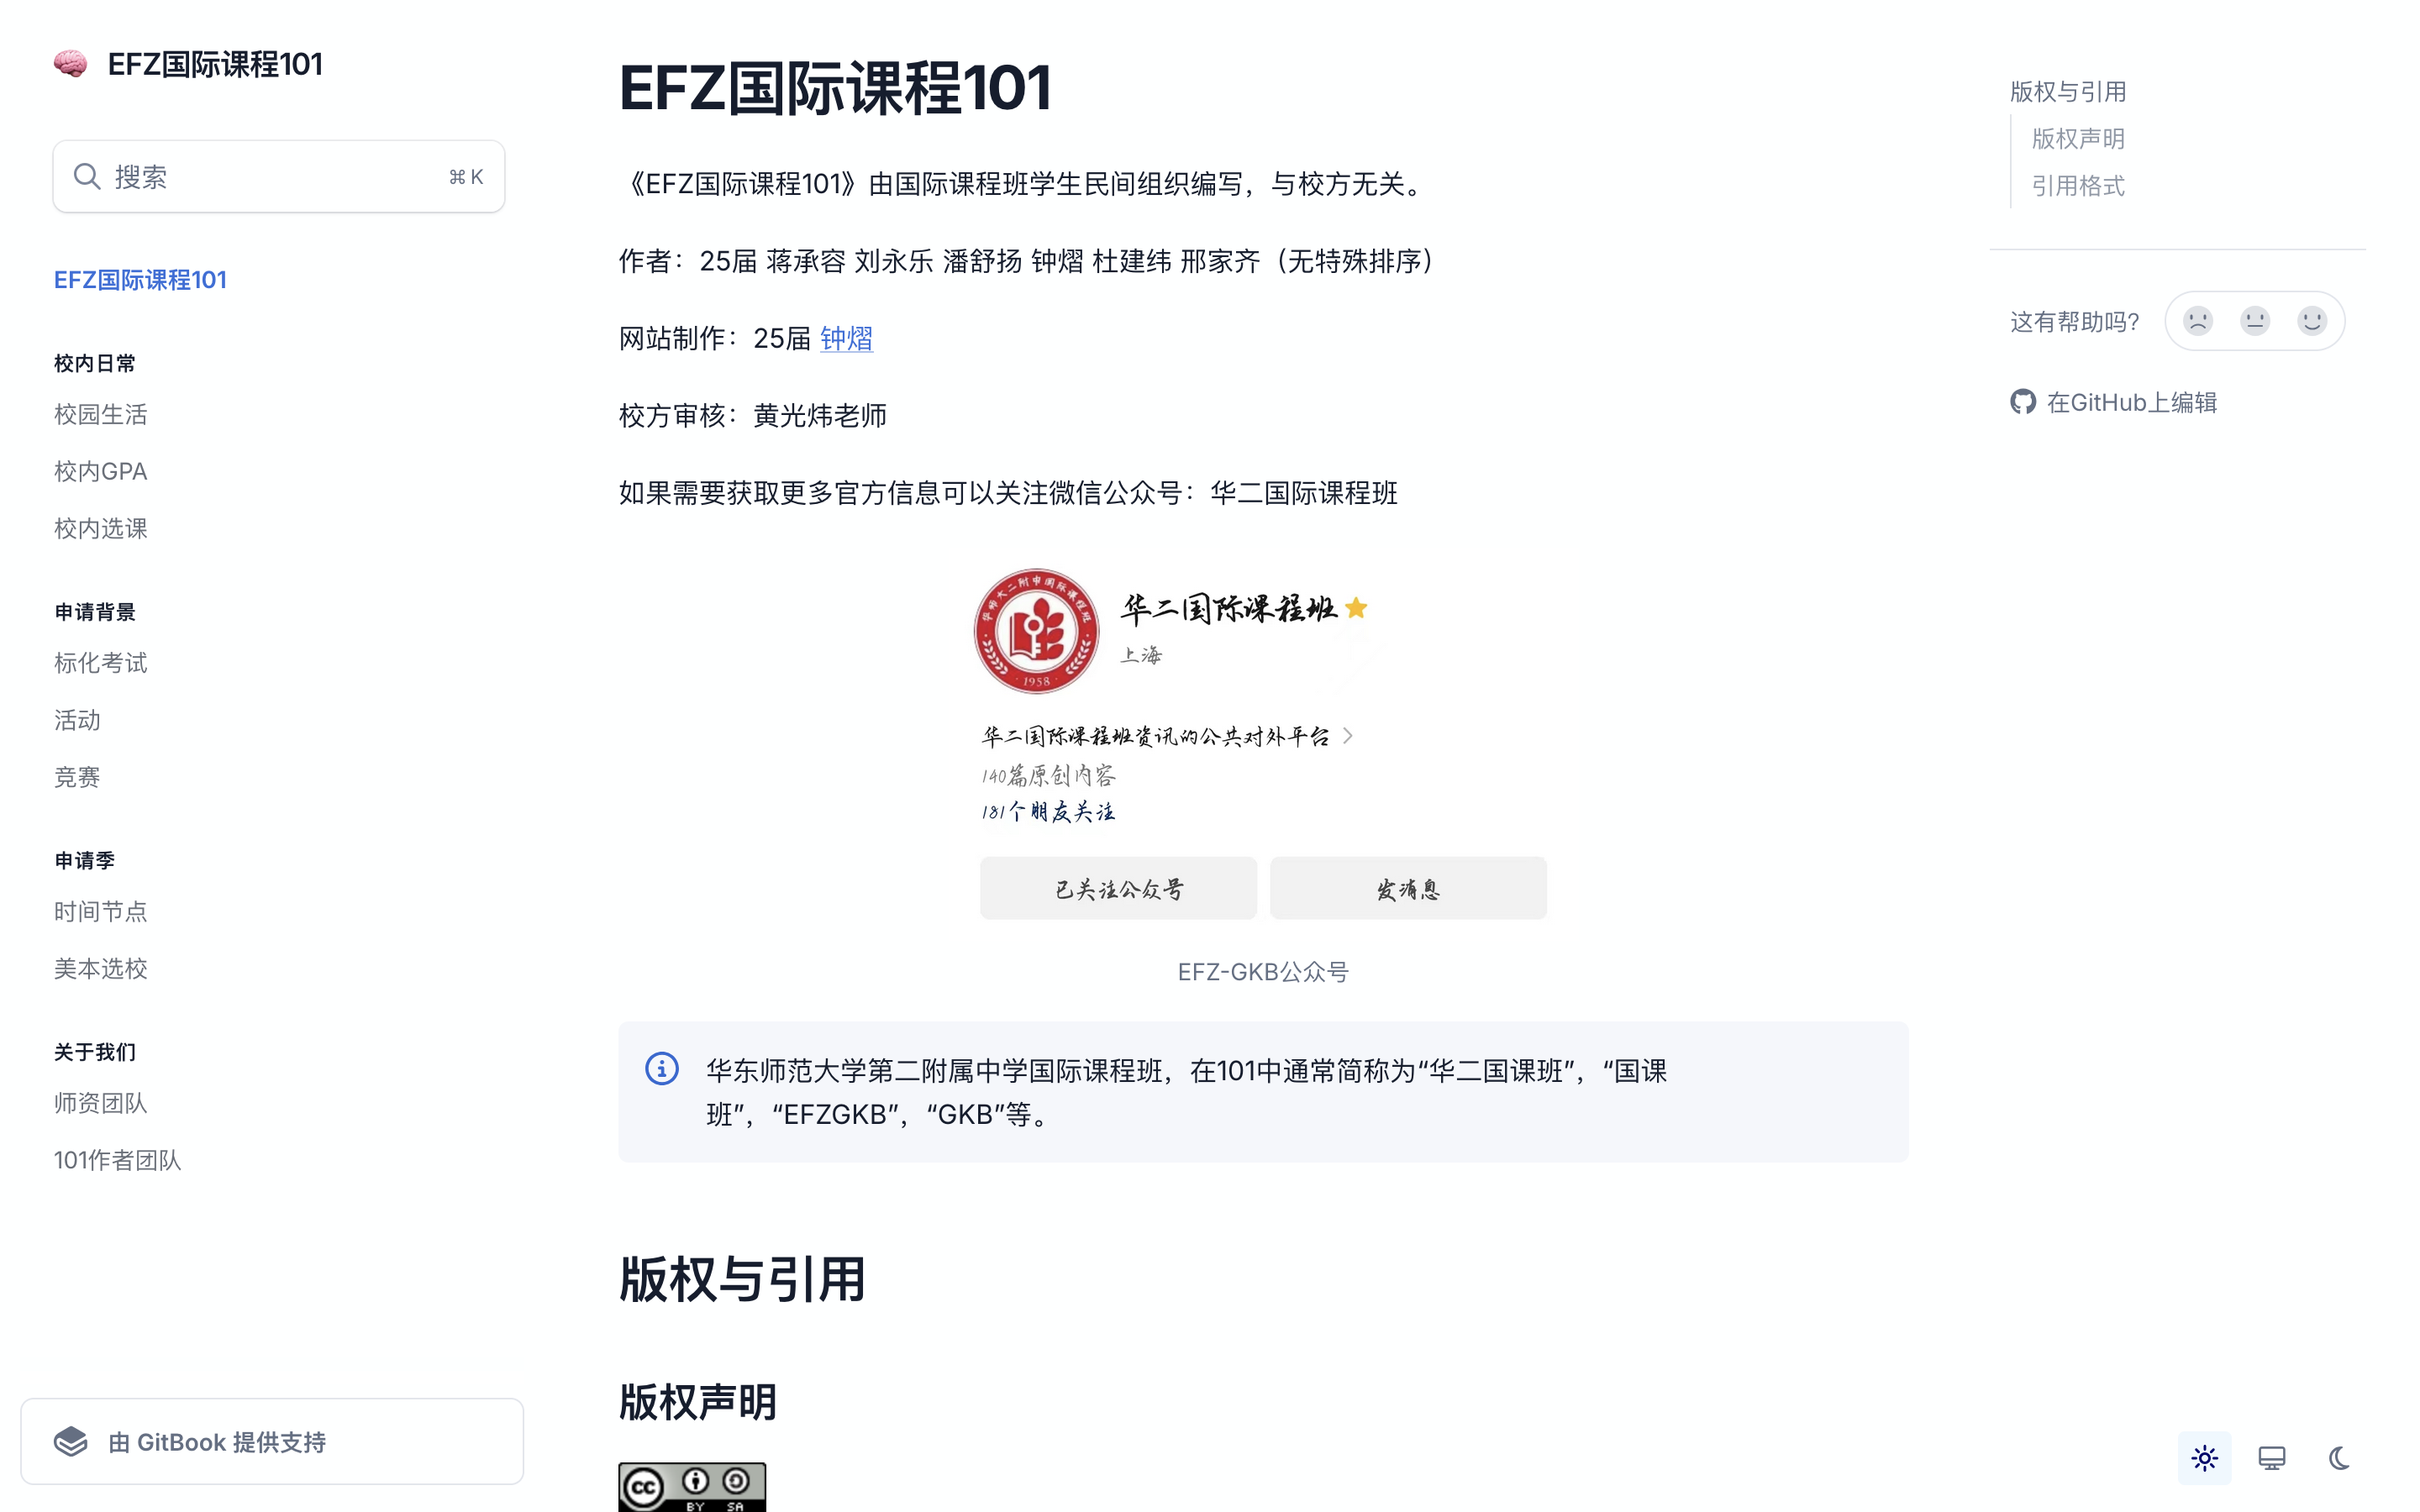 EFZ国际课程101
搜索
⌘ K
EFZ国际课程101
校内日常
校园生活
校内GPA
校内选课
申请背景
标化考试
活动
竞赛
申请季
时间节点
美本选校
关于我们
师资团队
101作者团队
由 GitBook 提供支持
EFZ国际课程101
《EFZ国际课程101》由国际课程班学生民间组织编写，与校方无关。
作者：25届 蒋承容 刘永乐 潘舒扬 钟熠 杜建纬 邢家齐（无特殊排序）
网站制作：25届 钟熠
校方审核：黄光炜老师
如果需要获取更多官方信息可以关注微信公众号：华二国际课程班
华师大二附中国际课程班
1958
华二国际课程班
上海
华二国际课程班资讯的公共对外平台
140篇原创内容
181个朋友关注
已关注公众号
发消息
EFZ-GKB公众号
华东师范大学第二附属中学国际课程班，在101中通常简称为“华二国课班”，“国课
班”，“EFZGKB”，“GKB”等。
版权与引用
版权声明
cc
BY SA
版权与引用
版权声明
引用格式
这有帮助吗?
在GitHub上编辑